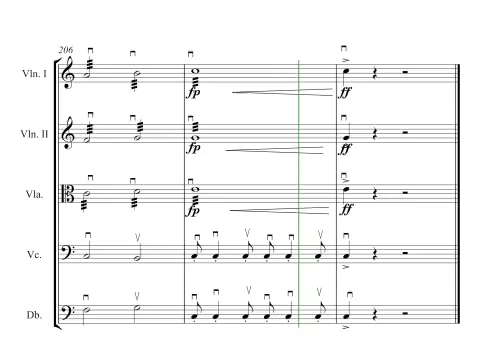 206
Vln. I
fp
ff
Vln. II
fp
ff
Vla.
fp
ff
Vc.
Db.